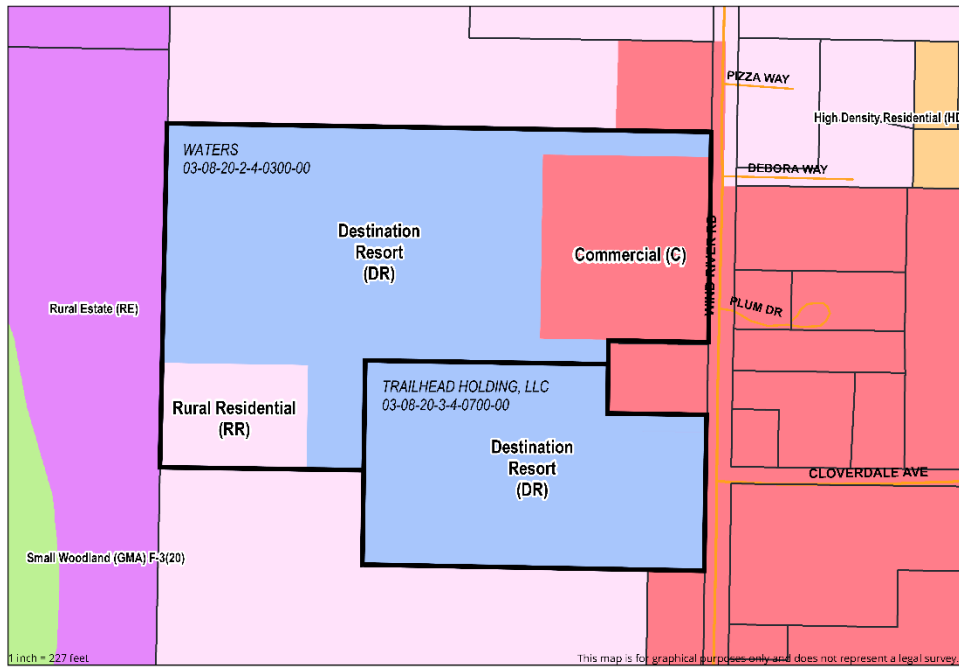 PIZZA WAY
High Density Residential (HD
WATERS
03-08-20-2-4-0300-00
DEBORA WAY
Destination
Resort
(DR)
Commercial (C)
WIND RIVER RD
Rural Estate (RE)
PLUM DR
TRAILHEAD HOLDING, LLC
03-08-20-3-4-0700-00
Rural Residential
(RR)
Destination
Resort
(DR)
CLOVERDALE AVE
Small Woodland (GMA) F-3(20)
1 inch = 227 feet
This map is for graphical purposes only and does not represent a legal survey.